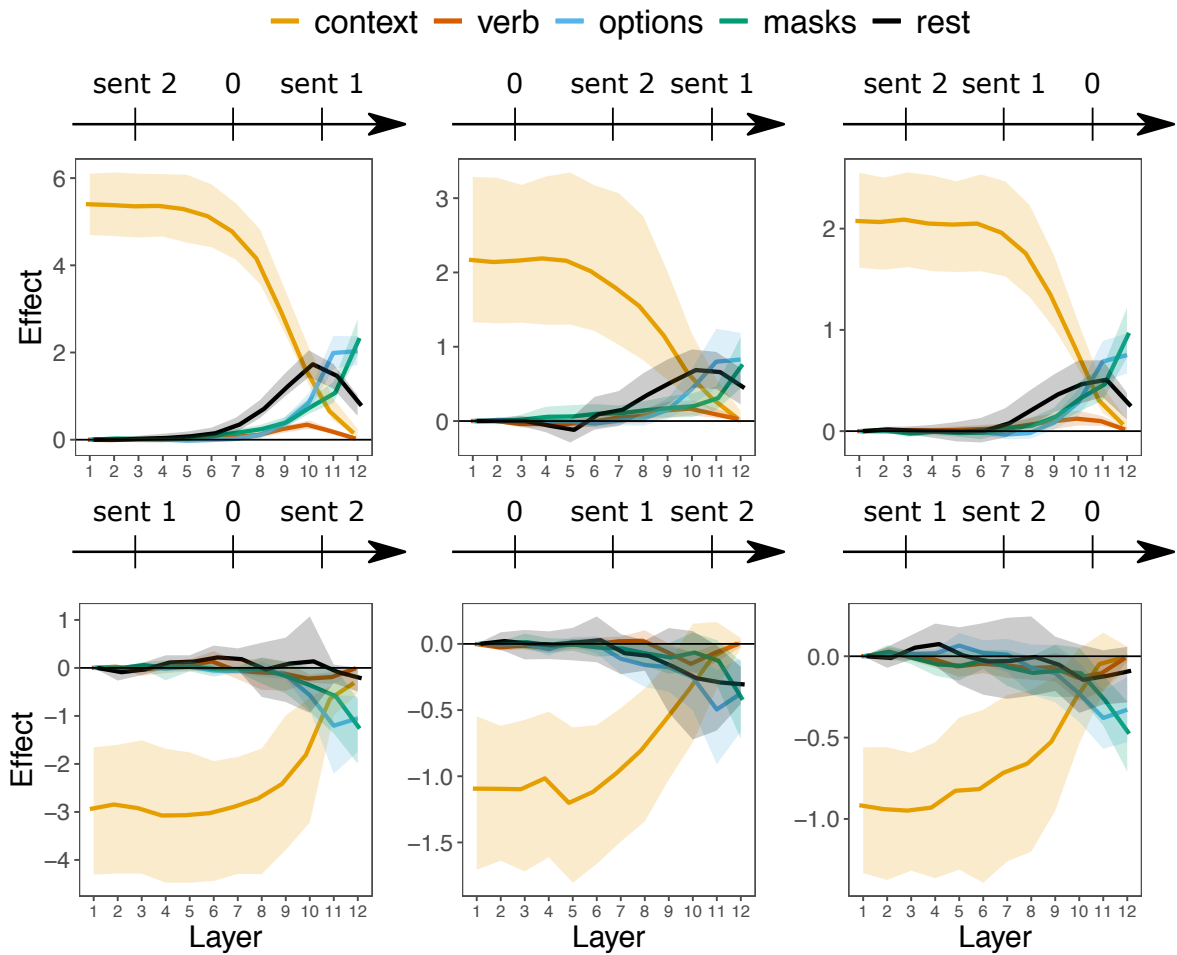 context verb options masks rest
sent 2 0 sent 1
0 sent 2 sent 1
sent 2 sent 1 0
Effect
6
4
2
0
1 2 3 4 5 6 7 8 9 10 11 12
3
2
1
0
1 2 3 4 5 6 7 8 9 10 11 12
2
1
0
1 2 3 4 5 6 7 8 9 10 11 12
sent 1 0 sent 2
0 sent 1 sent 2
sent 1 sent 2 0
Effect
1
0
−1
−2
−3
−4
1 2 3 4 5 6 7 8 9 10 11 12
Layer
0.0
−0.5
−1.0
−1.5
1 2 3 4 5 6 7 8 9 10 11 12
Layer
0.0
−0.5
−1.0
1 2 3 4 5 6 7 8 9 10 11 12
Layer